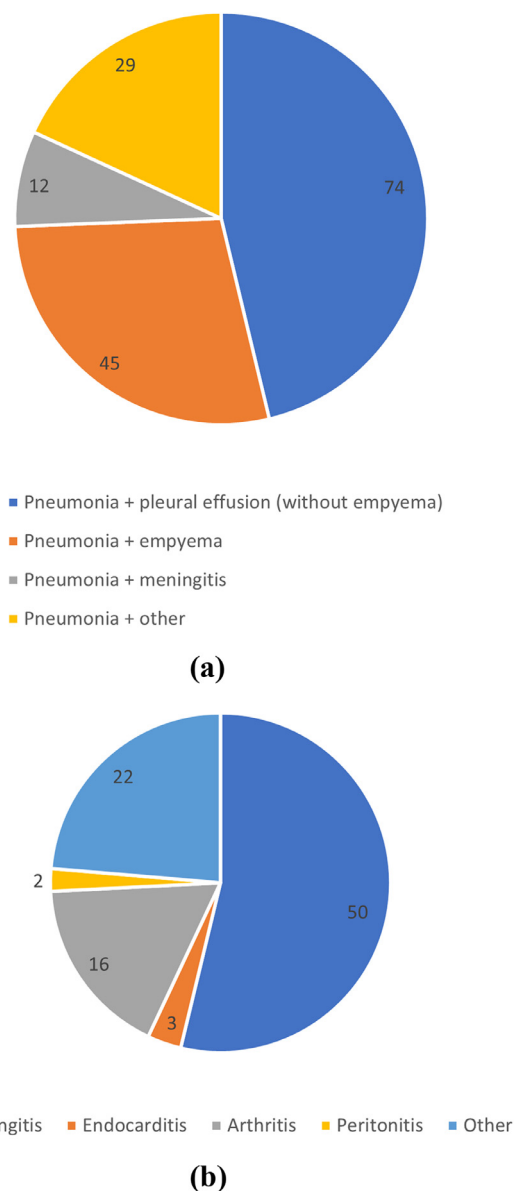 29
12
74
45
Pneumonia + pleural effusion (without empyema)
Pneumonia + empyema
Pneumonia + meningitis
Pneumonia + other
(a)
22
2
50
16
3
ngitis Endocarditis Arthritis Peritonitis Other
(b)